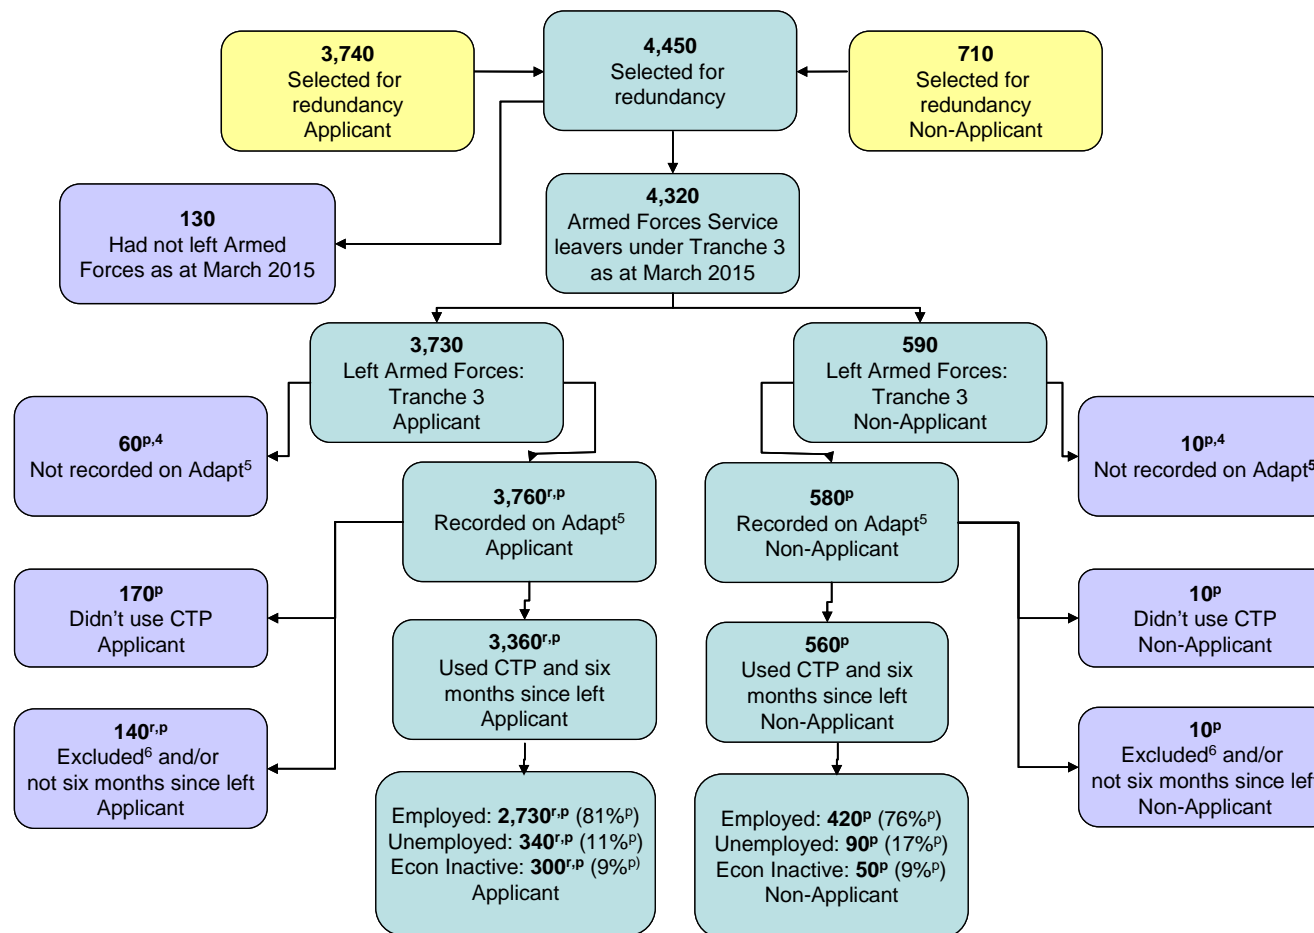 3,740
Selected for
redundancy
Applicant
4,450
Selected for
redundancy
710
Selected for
redundancy
Non-Applicant
130
Had not left Armed
Forces as at March 2015
4,320
Armed Forces Service
leavers under Tranche 3
as at March 2015
3,730
Left Armed Forces:
Tranche 3
Applicant
590
Left Armed Forces:
Tranche 3
Non-Applicant
60p,4
Not recorded on Adapt5
3,760r,p
Recorded on Adapt5
Applicant
580p
Recorded on Adapt5
Non-Applicant
10p,4
Not recorded on Adapt5
170p
Didn’t use CTP
Applicant
3,360r,p
Used CTP and six
months since left
Applicant
560p
Used CTP and six
months since left
Non-Applicant
10p
Didn’t use CTP
Non-Applicant
140r,p
Excluded6 and/or
not six months since left
Applicant
10p
Excluded6 and/or
not six months since left
Non-Applicant
Employed: 2,730r,p (81%p)
Unemployed: 340r,p (11%p)
Econ Inactive: 300r,p (9%p)
Applicant
Employed: 420p (76%p)
Unemployed: 90p (17%p)
Econ Inactive: 50p (9%p)
Non-Applicant